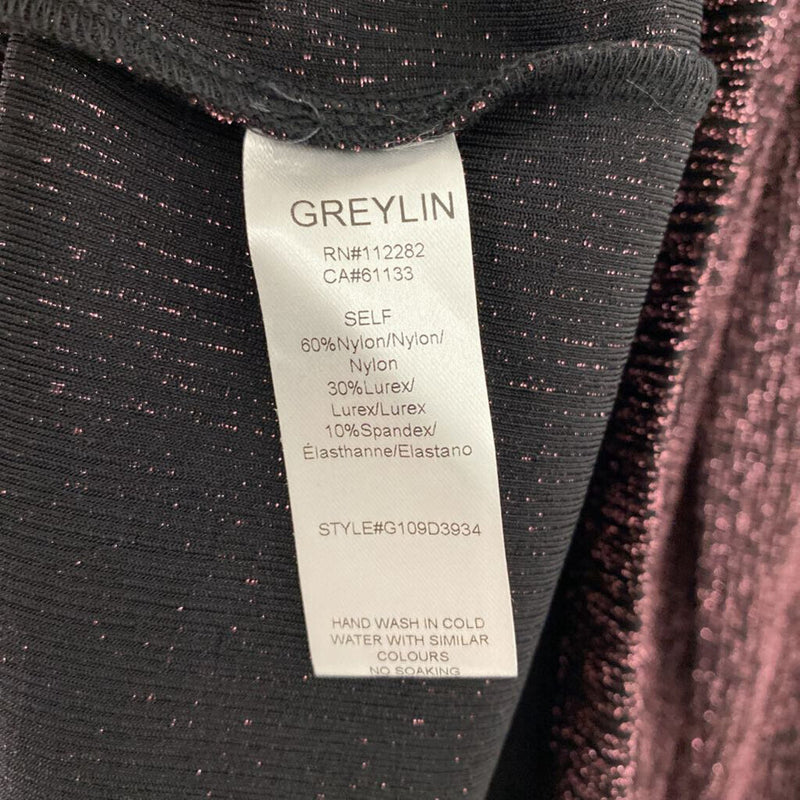 GREYLIN
RN#112282
CA#61133
SELF
60%Nylon/Nylon/
Nylon
30%Lurex/
Lurex/Lurex
10%Spandex/
Élasthanne/Elastano
STYLE#G109D3934
HAND WASH IN COLD
WATER WITH SIMILAR
COLOURS
NO SOAKING